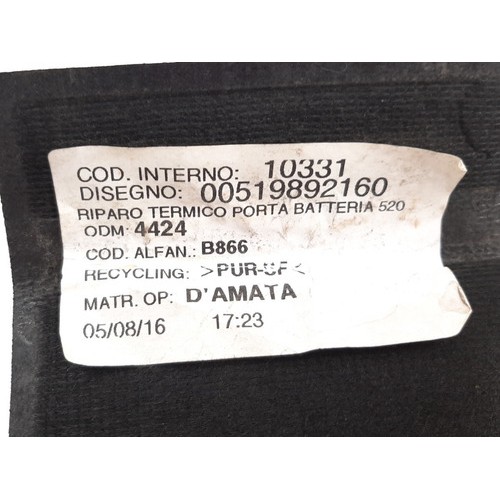 COD. INTERNO: 10331
DISEGNO: 00519892160
RIPARO TERMICO PORTA BATTERIA 520
ODM: 4424
COD. ALFAN.: B866
RECYCLING: >PUR-GF<
MATR. OP: D'AMATA
05/08/16 17:23